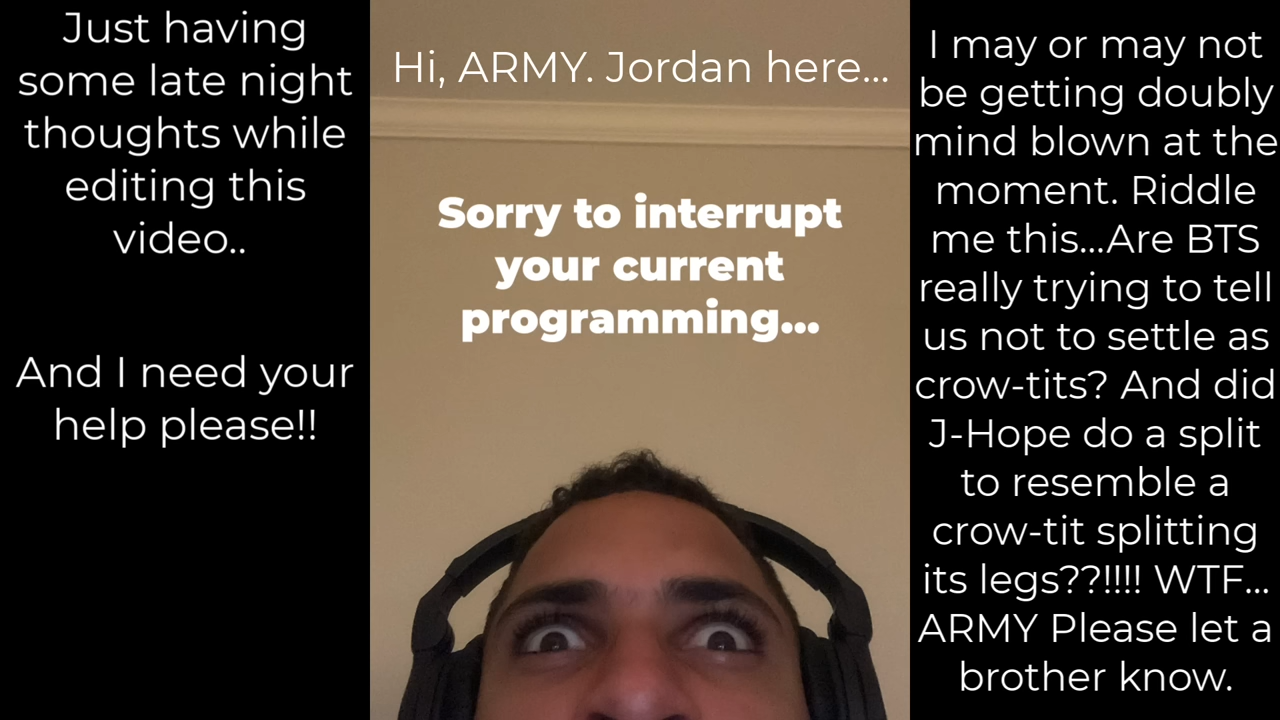 Just having
some late night
thoughts while
editing this
video..
And I need your
help please!!
Hi, ARMY. Jordan here...
Sorry to interrupt
your current
programming...
I may or may not
be getting doubly
mind blown at the
moment. Riddle
me this...Are BTS
really trying to tell
us not to settle as
crow-tits? And did
J-Hope do a split
to resemble a
crow-tit splitting
its legs??!!!! WTF...
ARMY Please let a
brother know.